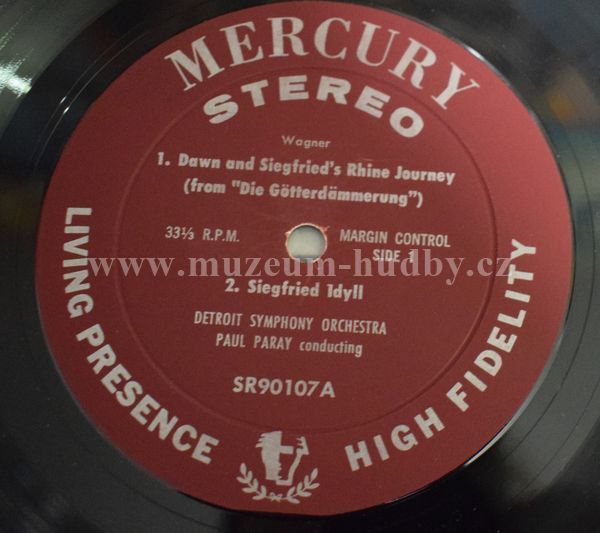 MERCURY
STEREO
Wagner
1. Dawn and Siegfried's Rhine Journey
(from "Die Götterdämmerung")
33⅓ R.P.M.
MARGIN CONTROL
SIDE 1
www.muzeum-hudby.cz
2. Siegfried Idyll
DETROIT SYMPHONY ORCHESTRA
PAUL PARAY conducting
SR90107A
LIVING PRESENCE
HIGH FIDELITY